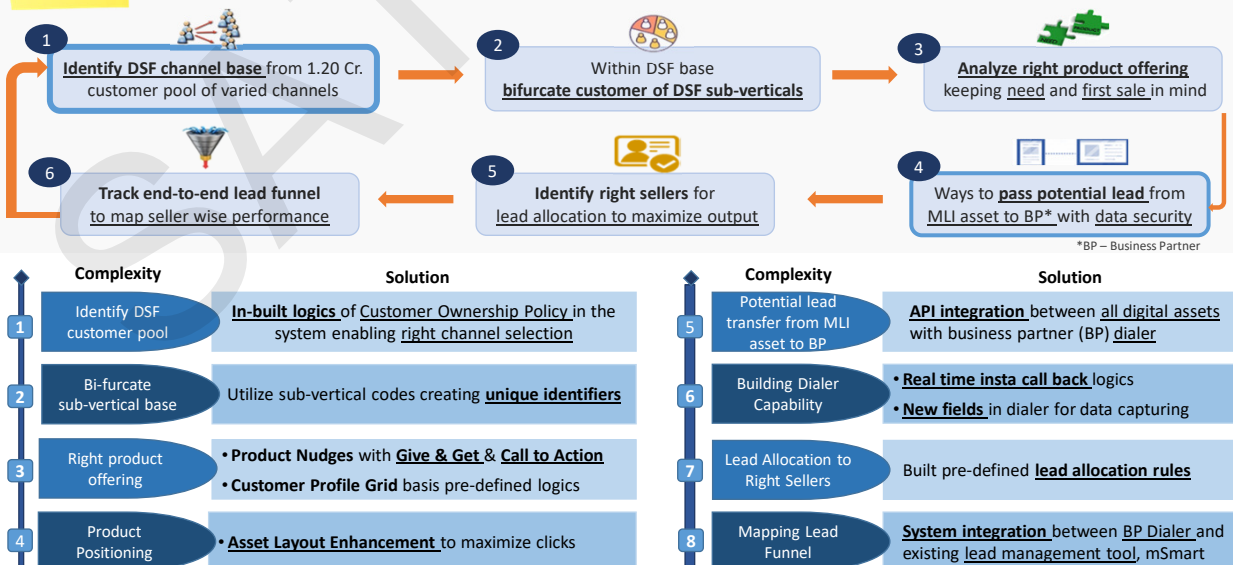 1
Identify DSF channel base from 1.20 Cr.
customer pool of varied channels
2
Within DSF base
bifurcate customer of DSF sub-verticals
3
Analyze right product offering
keeping need and first sale in mind
6
Track end-to-end lead funnel
to map seller wise performance
5
Identify right sellers for
lead allocation to maximize output
4
Ways to pass potential lead from
MLI asset to BP* with data security
*BP – Business Partner
Complexity
Solution
1
Identify DSF
customer pool
In-built logics of Customer Ownership Policy in the
system enabling right channel selection
2
Bi-furcate
sub-vertical base
Utilize sub-vertical codes creating unique identifiers
3
Right product
offering
• Product Nudges with Give & Get & Call to Action
• Customer Profile Grid basis pre-defined logics
4
Product
Positioning
• Asset Layout Enhancement to maximize clicks
Complexity
Solution
5
Potential lead
transfer from MLI
asset to BP
API integration between all digital assets
with business partner (BP) dialer
6
Building Dialer
Capability
• Real time insta call back logics
• New fields in dialer for data capturing
7
Lead Allocation to
Right Sellers
Built pre-defined lead allocation rules
8
Mapping Lead
Funnel
System integration between BP Dialer and
existing lead management tool, mSmart